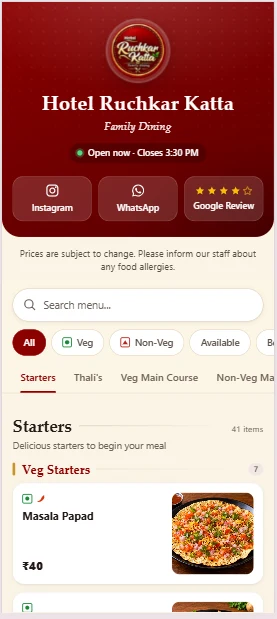 Hotel
Ruchkar
Katta
Hotel Ruchkar Katta
Family Dining
Open now · Closes 3:30 PM
Instagram
WhatsApp
Google Review
Prices are subject to change. Please inform our staff about
any food allergies.
Search menu...
All
Veg
Non-Veg
Available
Starters
Thali's
Veg Main Course
Non-Veg Ma
Starters
41 items
Delicious starters to begin your meal
Veg Starters
7
Masala Papad
₹40